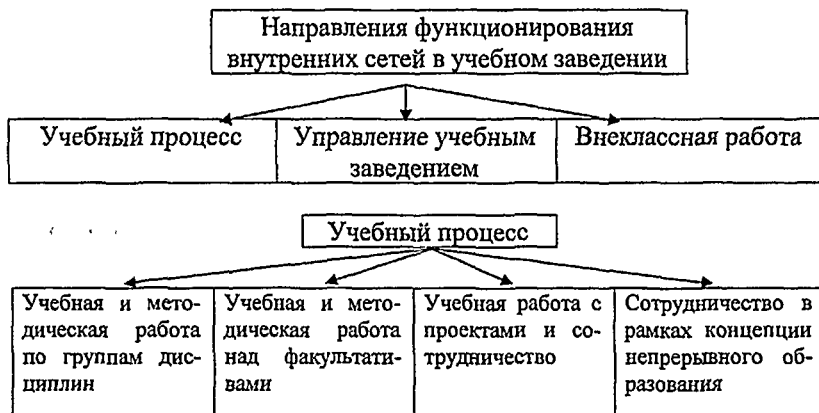 Направления функционирования
внутренних сетей в учебном заведении
Учебный процесс
Управление учебным
заведением
Внеклассная работа
Учебный процесс
Учебная и мето-
дическая работа
по группам дис-
циплин
Учебная и мето-
дическая работа
над факультати-
вами
Учебная работа с
проектами и со-
трудничество
Сотрудничество в
рамках концепции
непрерывного об-
разования